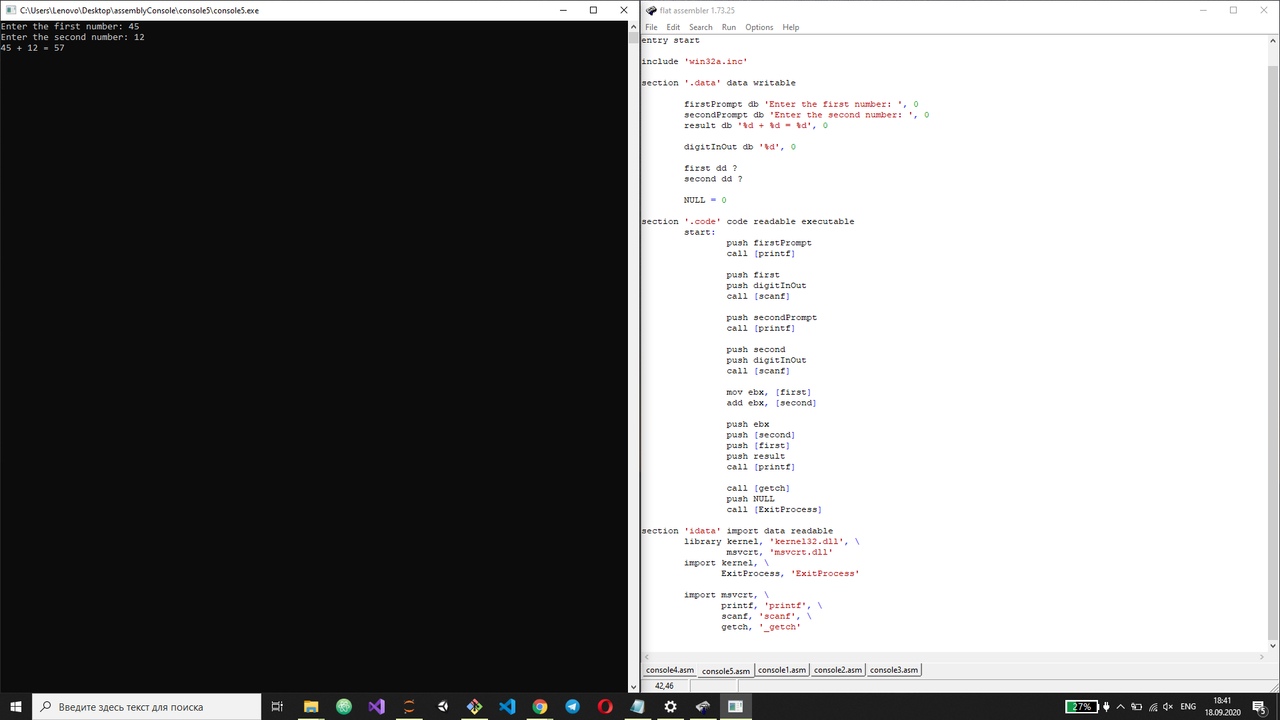 C:\Users\Lenovo\Desktop\assemblyConsole\console5\console5.exe
Enter the first number: 45
Enter the second number: 12
45 + 12 = 57
flat assembler 1.73.25
File Edit Search Run Options Help
entry start
include 'win32a.inc'
section '.data' data writable
firstPrompt db 'Enter the first number: ', 0
secondPrompt db 'Enter the second number: ', 0
result db '%d + %d = %d', 0
digitInOut db '%d', 0
first dd ?
second dd ?
NULL = 0
section '.code' code readable executable
start:
push firstPrompt
call [printf]
push first
push digitInOut
call [scanf]
push secondPrompt
call [printf]
push second
push digitInOut
call [scanf]
mov ebx, [first]
add ebx, [second]
push ebx
push [second]
push [first]
push result
call [printf]
call [getch]
push NULL
call [ExitProcess]
section 'idata' import data readable
library kernel, 'kernel32.dll', \
msvcrt, 'msvcrt.dll'
import kernel, \
ExitProcess, 'ExitProcess'
import msvcrt, \
printf, 'printf', \
scanf, 'scanf', \
getch, '_getch'
console4.asm console5.asm console1.asm console2.asm console3.asm
42,46
Введите здесь текст для поиска
27%
ENG
18:41
18.09.2020
5